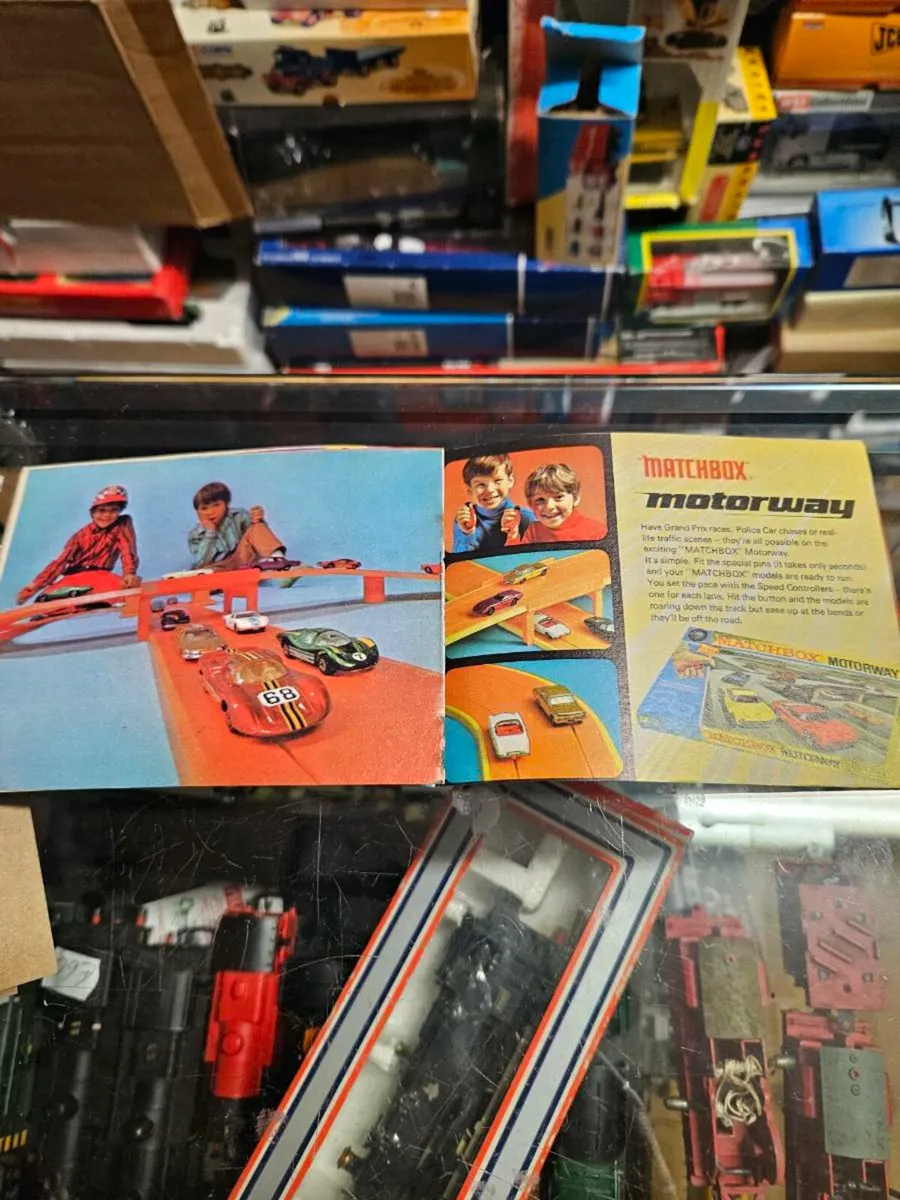 CORGI
JCB
MATCHBOX
motorway
Have Grand Prix races, Police Car chases or real-
life traffic scenes – they're all possible on the
exciting "MATCHBOX" Motorway.
It's simple. Fit the special pins (it takes only seconds)
and your "MATCHBOX" models are ready to run.
You set the pace with the Speed Controllers – there's
one for each lane. Hit the button and the models are
roaring down the track but ease up at the bends or
they'll be off the road.
MATCHBOX MOTORWAY
MATCHBOX MOTORWAY
68
1